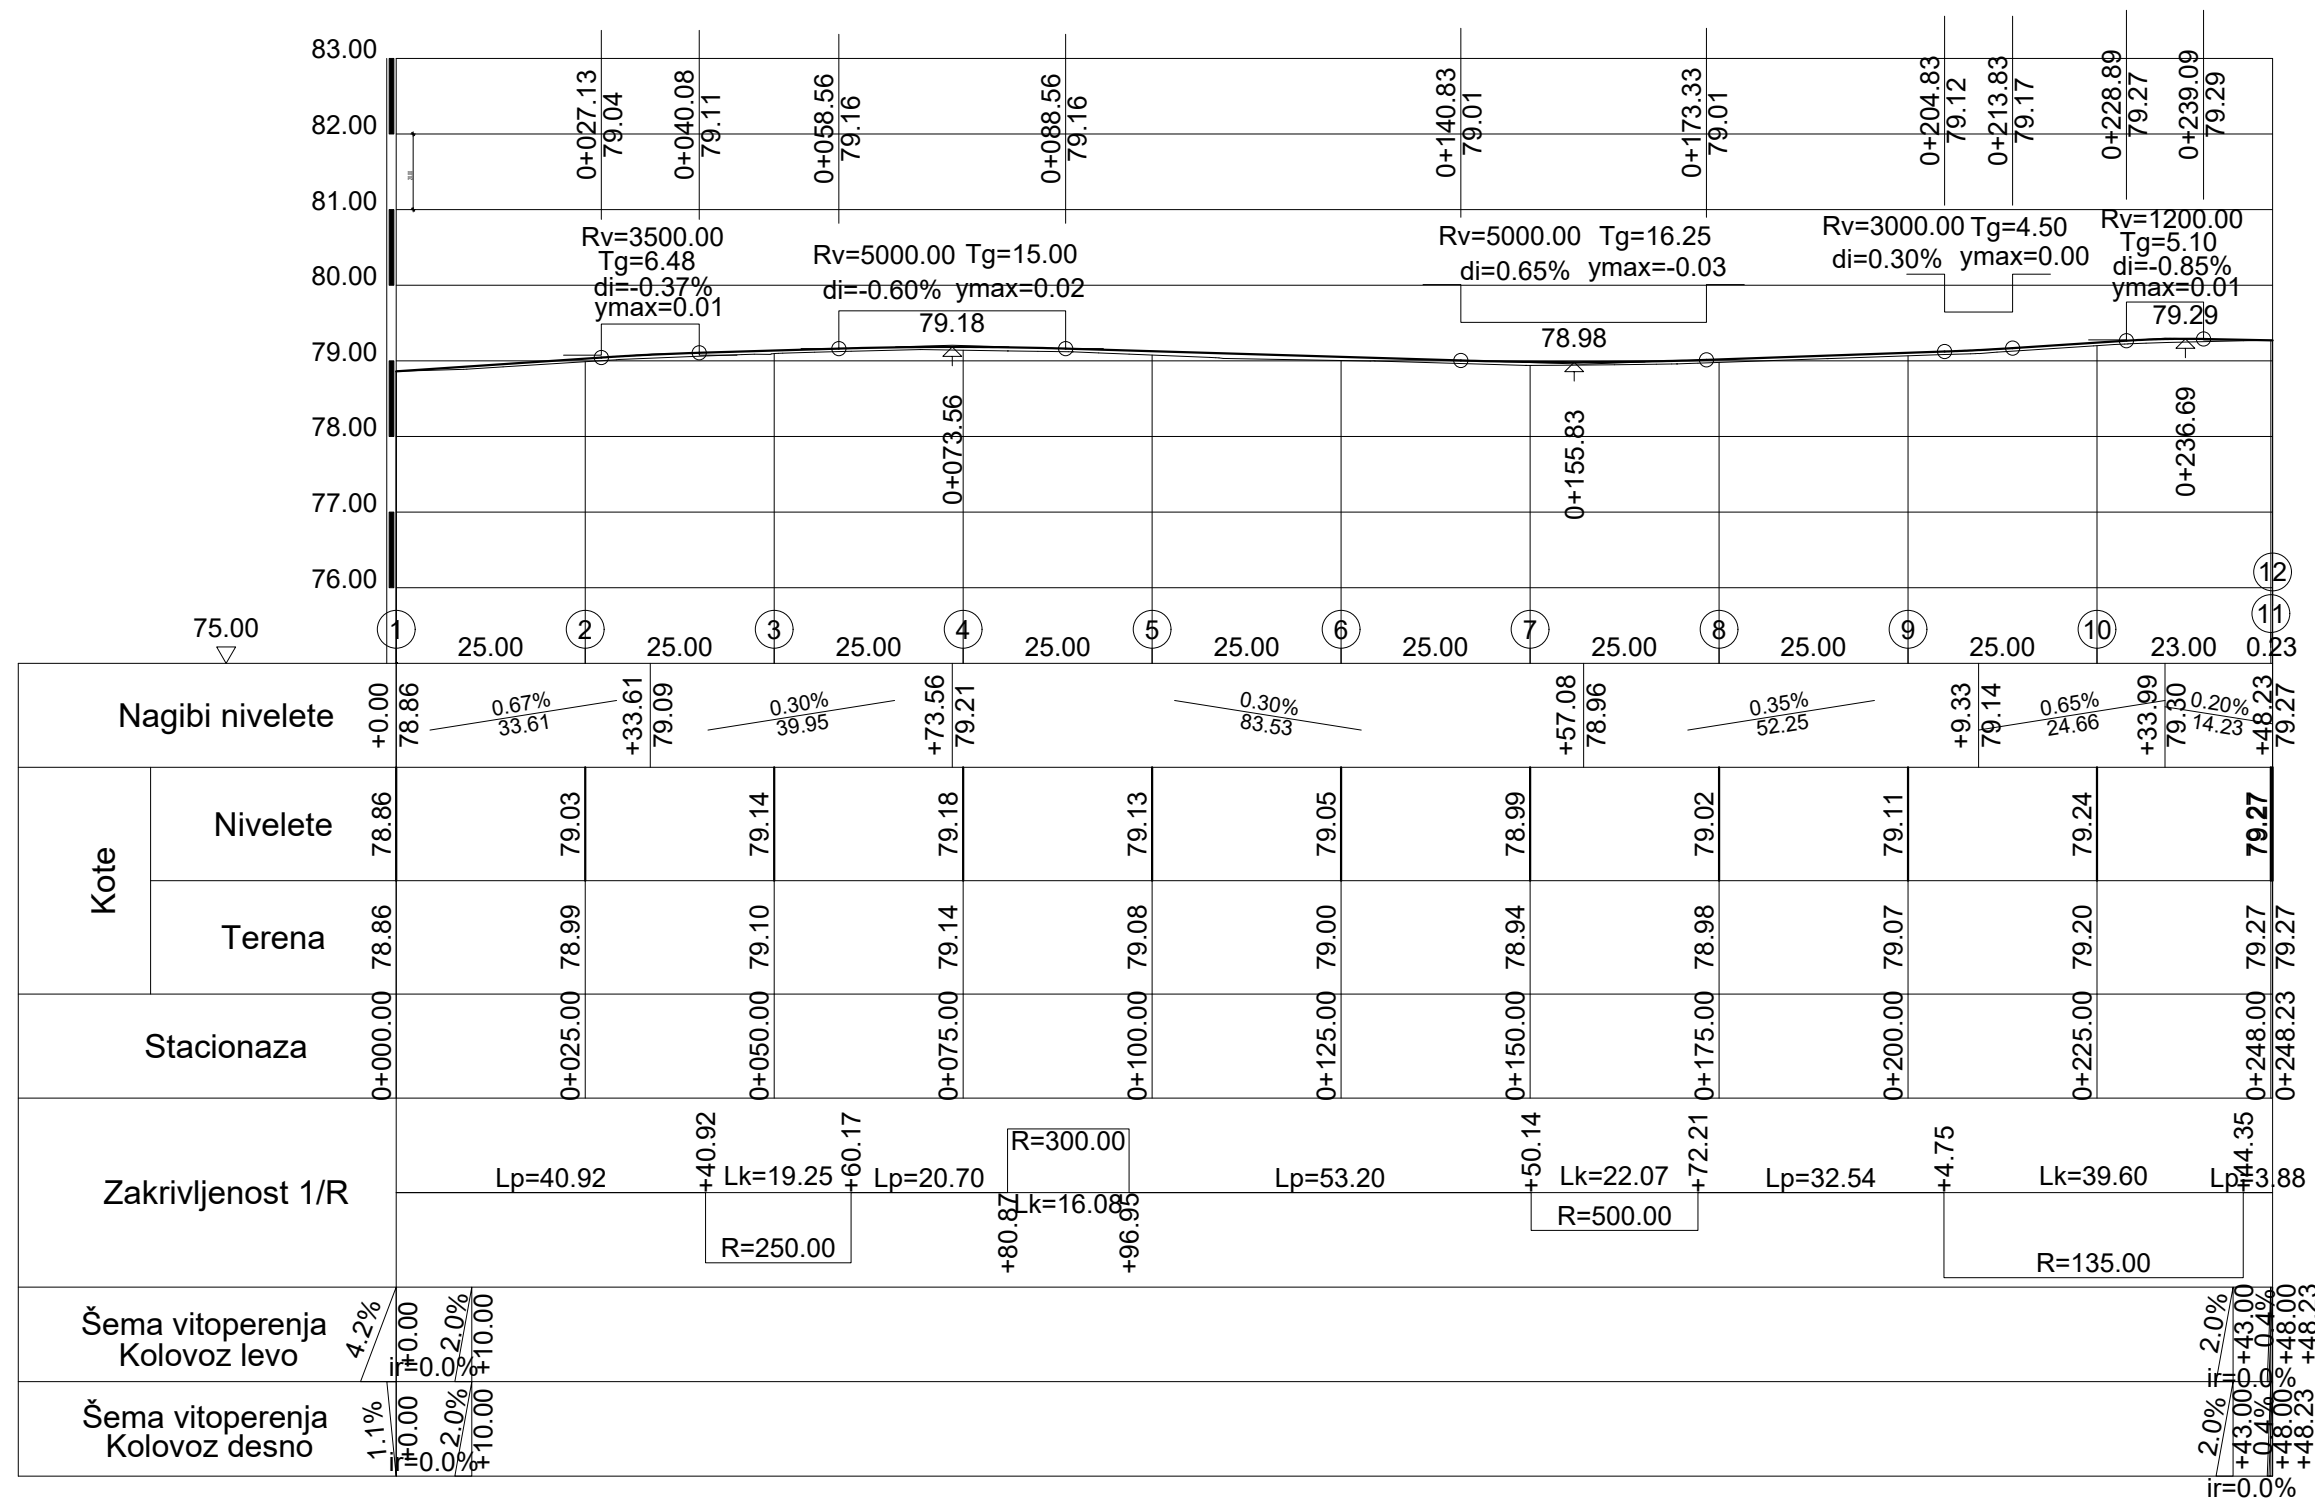 83.00
82.00
81.00
80.00
79.00
78.00
77.00
76.00
75.00
0+027.13
79.04
0+040.08
79.11
0+058.56
79.16
0+088.56
79.16
0+140.83
79.01
0+173.33
79.01
0+204.83
79.12
0+213.83
79.17
0+228.89
79.27
0+239.09
79.29
Rv=3500.00
Tg=6.48
di=-0.37%
ymax=0.01
Rv=5000.00 Tg=15.00
di=-0.60% ymax=0.02
79.18
Rv=5000.00 Tg=16.25
di=0.65% ymax=-0.03
78.98
Rv=3000.00 Tg=4.50
di=0.30% ymax=0.00
Rv=1200.00
Tg=5.10
di=-0.85%
ymax=0.01
79.29
0+073.56
0+155.83
0+236.69
1 2 3 4 5 6 7 8 9 10 11 12
25.00 25.00 25.00 25.00 25.00 25.00 25.00 25.00 25.00 23.00 0.23
Nagibi nivelete
+0.00
78.86
0.67%
33.61
+33.61
79.09
0.30%
39.95
+73.56
79.21
0.30%
83.53
+57.08
78.96
0.35%
52.25
+9.33
79.14
0.65%
24.66
+33.99
79.30
0.20%
14.23
+48.23
79.27
Kote
Nivelete
78.86 79.03 79.14 79.18 79.13 79.05 78.99 79.02 79.11 79.24 79.27
Terena
78.86 78.99 79.10 79.14 79.08 79.00 78.94 78.98 79.07 79.20 79.27 79.27
Stacionaza
0+000.00 0+025.00 0+050.00 0+075.00 0+100.00 0+125.00 0+150.00 0+175.00 0+200.00 0+225.00 0+248.00 0+248.23
Zakrivljenost 1/R
Lp=40.92
+40.92
Lk=19.25
R=250.00
+60.17
Lp=20.70
+80.87
R=300.00
Lk=16.08
+96.95
Lp=53.20
+50.14
Lk=22.07
R=500.00
+72.21
Lp=32.54
+4.75
Lk=39.60
R=135.00
+44.35
Lp=3.88
Šema vitoperenja
Kolovoz levo
4.2%
+0.00
ir=0.0%
2.0%
+10.00
2.0%
+43.00
ir=0.0%
0.4%
+48.00
+48.23
Šema vitoperenja
Kolovoz desno
1.1%
+0.00
ir=0.0%
2.0%
+10.00
2.0%
+43.00
ir=0.0%
0.4%
+48.00
+48.23